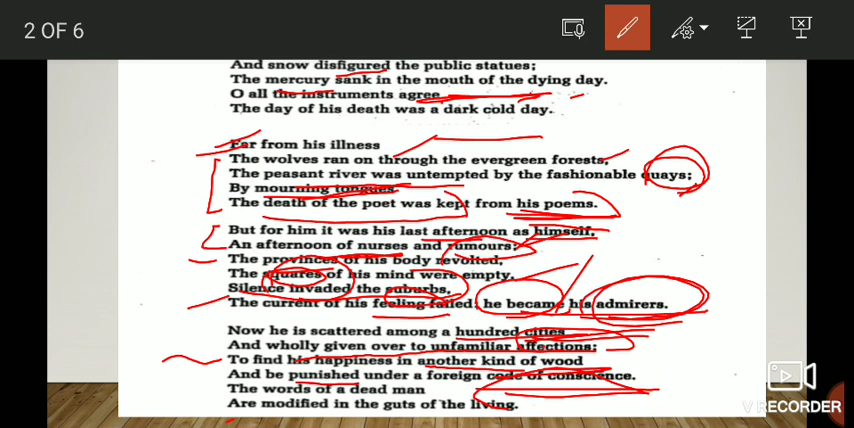 2 OF 6
And snow disfigured the public statues;
The mercury sank in the mouth of the dying day.
O all the instruments agree
The day of his death was a dark cold day.
Far from his illness
The wolves ran on through the evergreen forests,
The peasant river was untempted by the fashionable quays;
By mourning tongues
The death of the poet was kept from his poems.
But for him it was his last afternoon as himself,
An afternoon of nurses and rumours;
The provinces of his body revolted,
The squares of his mind were empty,
Silence invaded the suburbs,
The current of his feeling failed; he became his admirers.
Now he is scattered among a hundred cities
And wholly given over to unfamiliar affections;
To find his happiness in another kind of wood
And be punished under a foreign code of conscience.
The words of a dead man
Are modified in the guts of the living.
V RECORDER